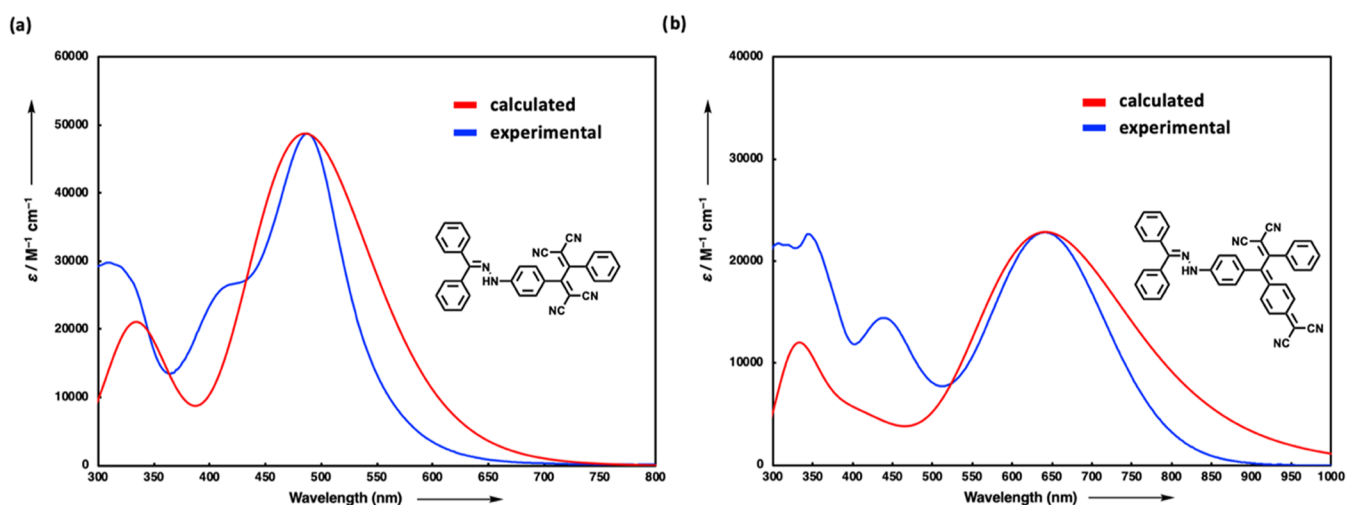 (a)
ε / M⁻¹ cm⁻¹
60000
50000
40000
30000
20000
10000
0
300 350 400 450 500 550 600 650 700 750 800
Wavelength (nm)
calculated
experimental
CN
NC
N
HN
CN
NC
(b)
ε / M⁻¹ cm⁻¹
40000
30000
20000
10000
0
300 350 400 450 500 550 600 650 700 750 800 850 900 950 1000
Wavelength (nm)
calculated
experimental
CN
NC
N
HN
CN
NC